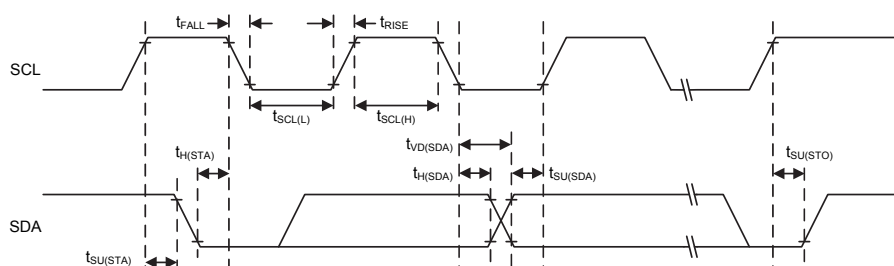 tFALL
tRISE
SCL
tSCL(L)
tSCL(H)
tVD(SDA)
tH(STA)
tH(SDA)
tSU(SDA)
tSU(STO)
SDA
tSU(STA)